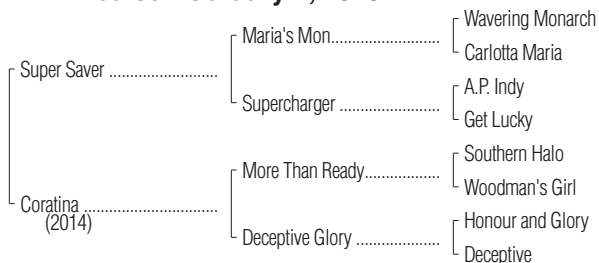 Wavering Monarch
Maria's Mon
Carlotta Maria
Super Saver
A.P. Indy
Supercharger
Get Lucky
Southern Halo
More Than Ready
Woodman's Girl
Coratina
(2014)
Honour and Glory
Deceptive Glory
Deceptive